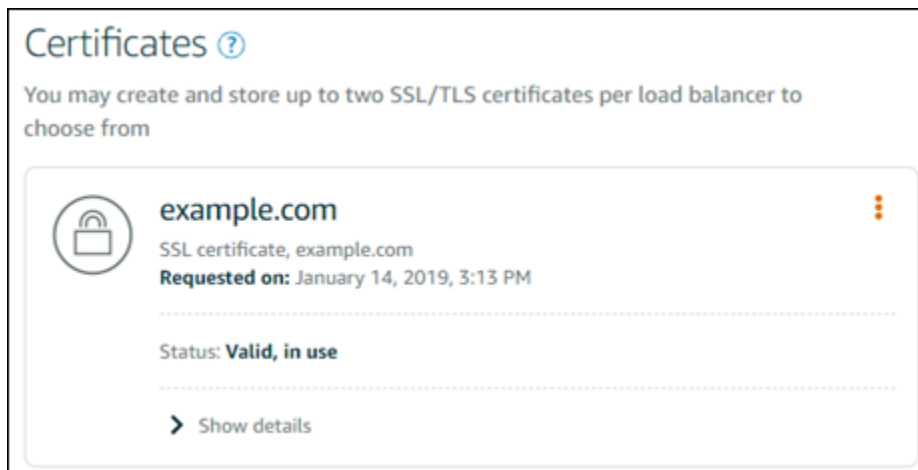 Certificates ?
You may create and store up to two SSL/TLS certificates per load balancer to
choose from
example.com
SSL certificate, example.com
Requested on: January 14, 2019, 3:13 PM
Status: Valid, in use
Show details